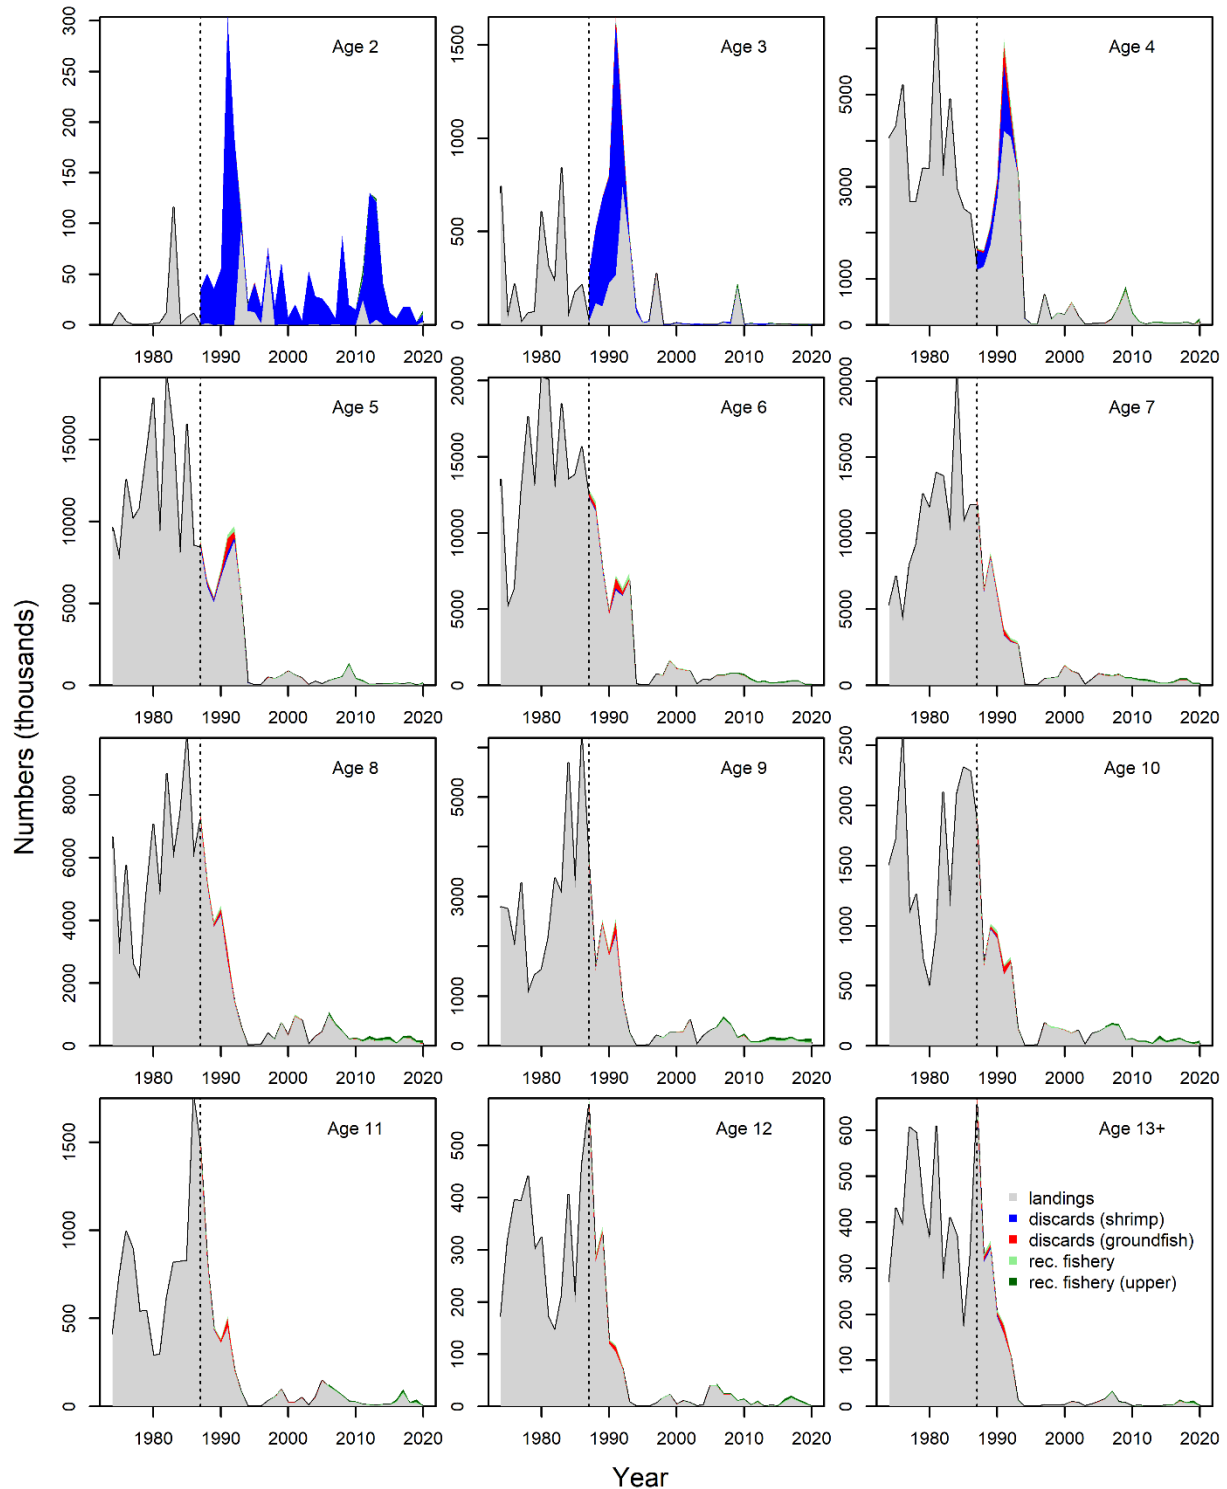 Numbers (thousands)
Age 2
0 50 100 150 200 250 300
1980 1990 2000 2010 2020
Age 3
0 500 1000 1500
1980 1990 2000 2010 2020
Age 4
0 1000 3000 5000
1980 1990 2000 2010 2020
Age 5
0 5000 10000 15000
1980 1990 2000 2010 2020
Age 6
0 5000 10000 15000 20000
1980 1990 2000 2010 2020
Age 7
0 5000 10000 15000 20000
1980 1990 2000 2010 2020
Age 8
0 2000 4000 6000 8000
1980 1990 2000 2010 2020
Age 9
0 1000 3000 5000
1980 1990 2000 2010 2020
Age 10
0 500 1000 1500 2000 2500
1980 1990 2000 2010 2020
Age 11
0 500 1000 1500
1980 1990 2000 2010 2020
Age 12
0 100 200 300 400 500
1980 1990 2000 2010 2020
Age 13+
0 100 200 300 400 500 600
landings
discards (shrimp)
discards (groundfish)
rec. fishery
rec. fishery (upper)
1980 1990 2000 2010 2020
Year